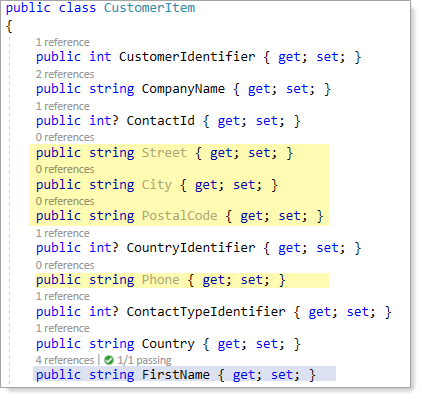 public class CustomerItem
{
1 reference
public int CustomerIdentifier { get; set; }
2 references
public string CompanyName { get; set; }
1 reference
public int? ContactId { get; set; }
0 references
public string Street { get; set; }
0 references
public string City { get; set; }
0 references
public string PostalCode { get; set; }
1 reference
public int? CountryIdentifier { get; set; }
0 references
public string Phone { get; set; }
1 reference
public int? ContactTypeIdentifier { get; set; }
1 reference
public string Country { get; set; }
4 references | 1/1 passing
public string FirstName { get; set; }